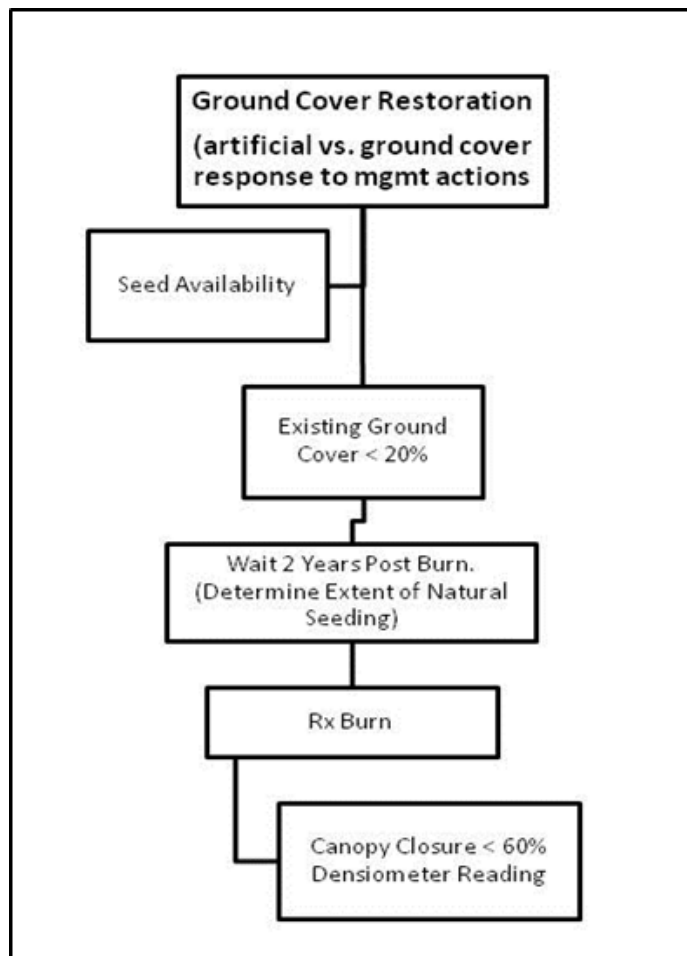 Ground Cover Restoration
(artificial vs. ground cover
response to mgmt actions
Seed Availability
Existing Ground
Cover < 20%
Wait 2 Years Post Burn.
(Determine Extent of Natural
Seeding)
Rx Burn
Canopy Closure < 60%
Densiometer Reading